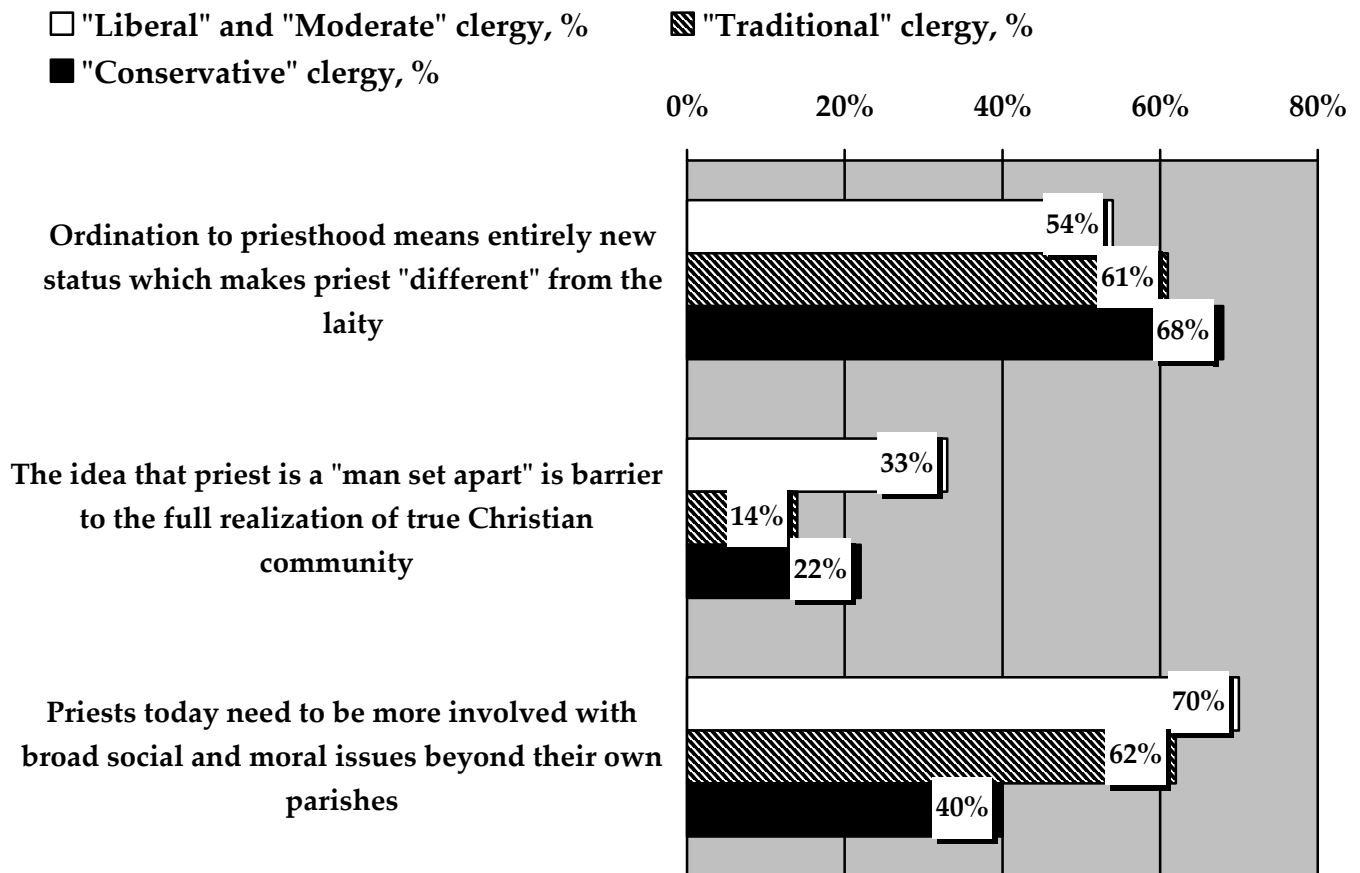 "Liberal" and "Moderate" clergy, %
"Traditional" clergy, %
"Conservative" clergy, %
0% 20% 40% 60% 80%
Ordination to priesthood means entirely new
status which makes priest "different" from the
laity
54%
61%
68%
The idea that priest is a "man set apart" is barrier
to the full realization of true Christian
community
33%
14%
22%
Priests today need to be more involved with
broad social and moral issues beyond their own
parishes
70%
62%
40%